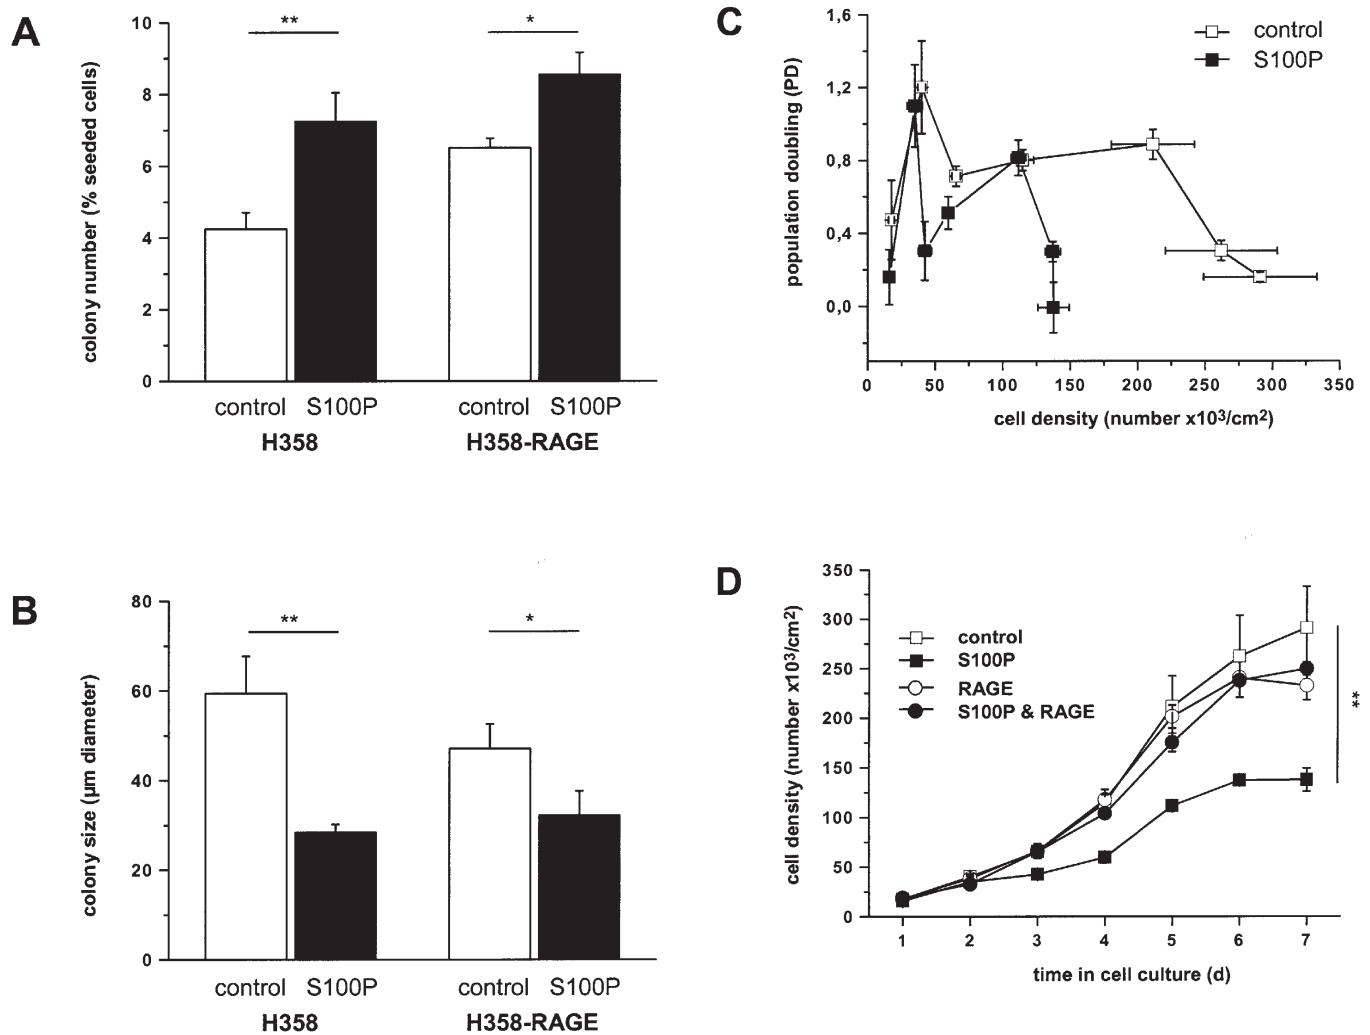 A
colony number (% seeded cells)
10
8
6
4
2
0
**
*
control S100P control S100P
H358 H358-RAGE
C
population doubling (PD)
1,6
1,2
0,8
0,4
0,0
control
S100P
0 50 100 150 200 250 300 350
cell density (number x10³/cm²)
B
colony size (µm diameter)
80
60
40
20
0
**
*
control S100P control S100P
H358 H358-RAGE
D
cell density (number x10³/cm²)
350
300
250
200
150
100
50
0
control
S100P
RAGE
S100P & RAGE
**
1 2 3 4 5 6 7
time in cell culture (d)